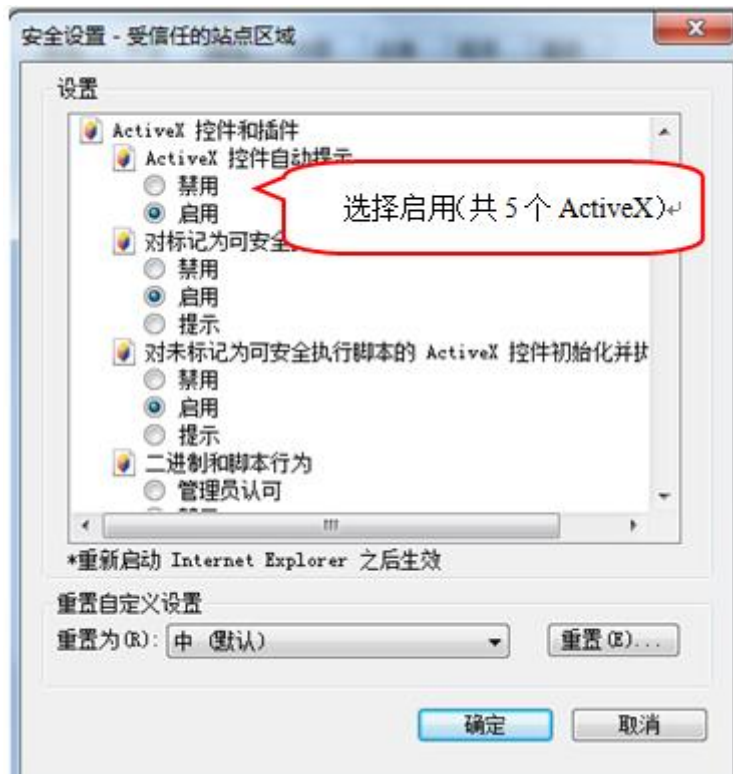 安全设置 - 受信任的站点区域
设置
ActiveX 控件和插件
ActiveX 控件自动提示
禁用
启用
选择启用(共 5 个 ActiveX)↵
对标记为可安全
禁用
启用
提示
对未标记为可安全执行脚本的 ActiveX 控件初始化并执
禁用
启用
提示
二进制和脚本行为
管理员认可
*重新启动 Internet Explorer 之后生效
重置自定义设置
重置为(R): 中 (默认) 重置(E)...
确定 取消